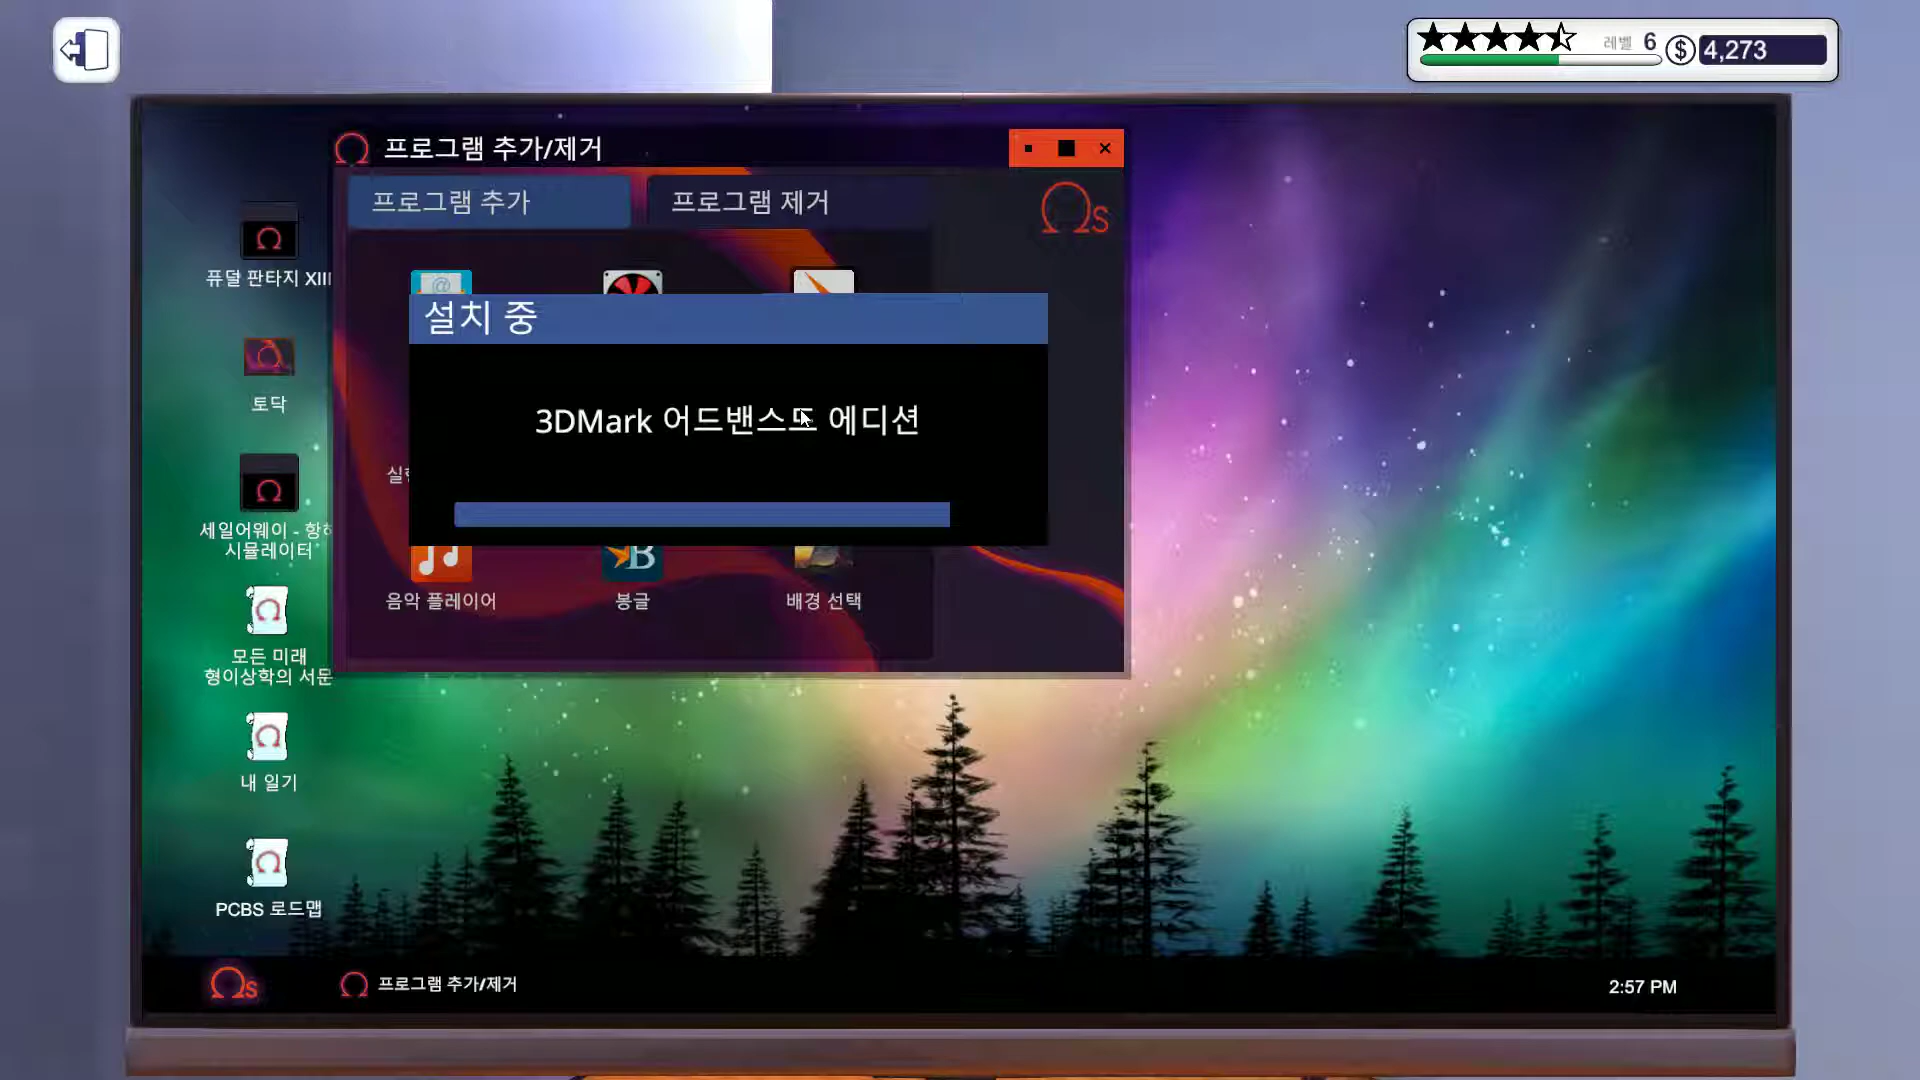 레벨 6
$ 4,273
프로그램 추가/제거
프로그램 추가
프로그램 제거
Ωs
퓨덜 판타지 XIII
토닥
세일어웨이 - 항해
시뮬레이터
모든 미래
형이상학의 서문
내 일기
PCBS 로드맵
설치 중
3DMark 어드밴스드 에디션
음악 플레이어
봉글
배경 선택
Ωs
프로그램 추가/제거
2:57 PM